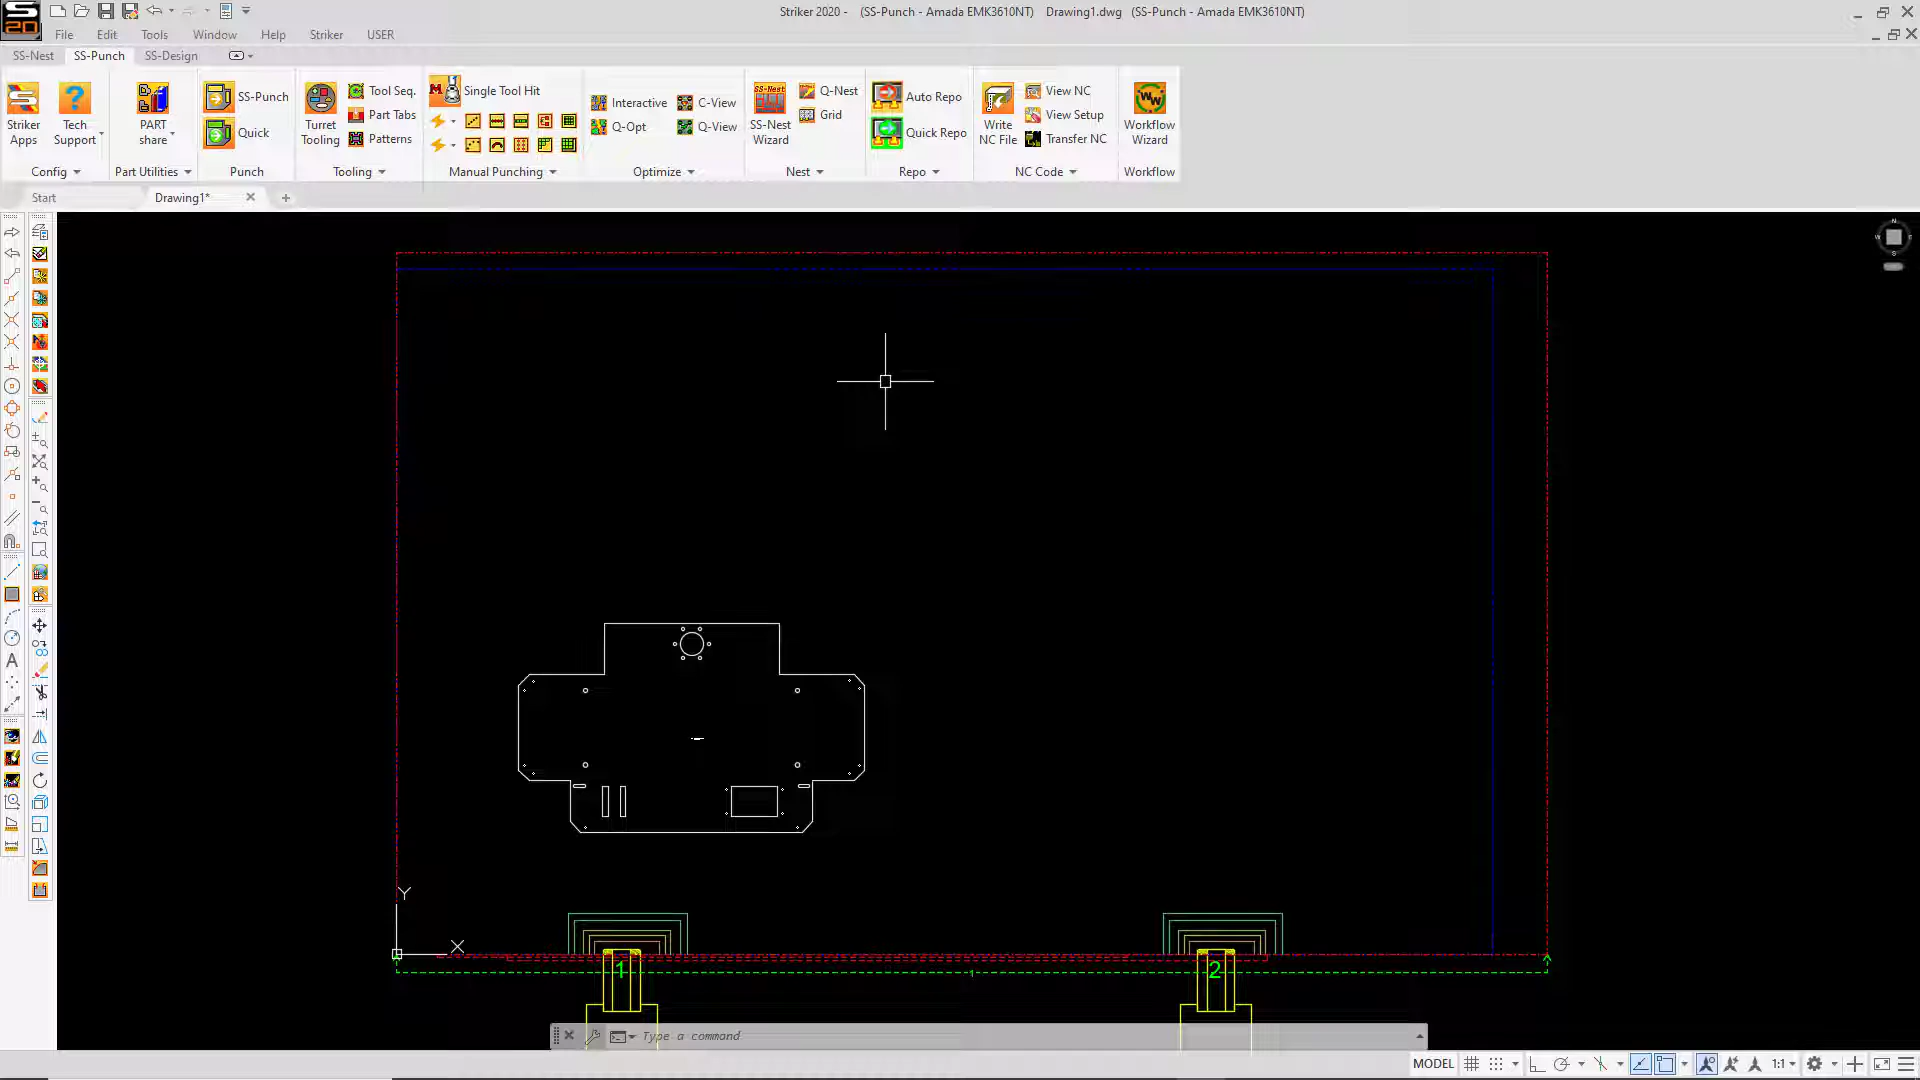 Striker 2020 - (SS-Punch - Amada EMK3610NT) Drawing1.dwg (SS-Punch - Amada EMK3610NT)
File Edit Tools Window Help Striker USER
SS-Nest SS-Punch SS-Design
Striker Apps
Tech Support
Config
PART share
Part Utilities
SS-Punch
Quick
Punch
Turret Tooling
Tool Seq.
Part Tabs
Patterns
Tooling
Single Tool Hit
Manual Punching
Interactive
Q-Opt
C-View
Q-View
Optimize
SS-Nest Wizard
Q-Nest
Grid
Nest
Auto Repo
Quick Repo
Repo
Write NC File
View NC
View Setup
Transfer NC
NC Code
Workflow Wizard
Workflow
Start Drawing1*
Y
X
1
2
1
Type a command
MODEL
1:1